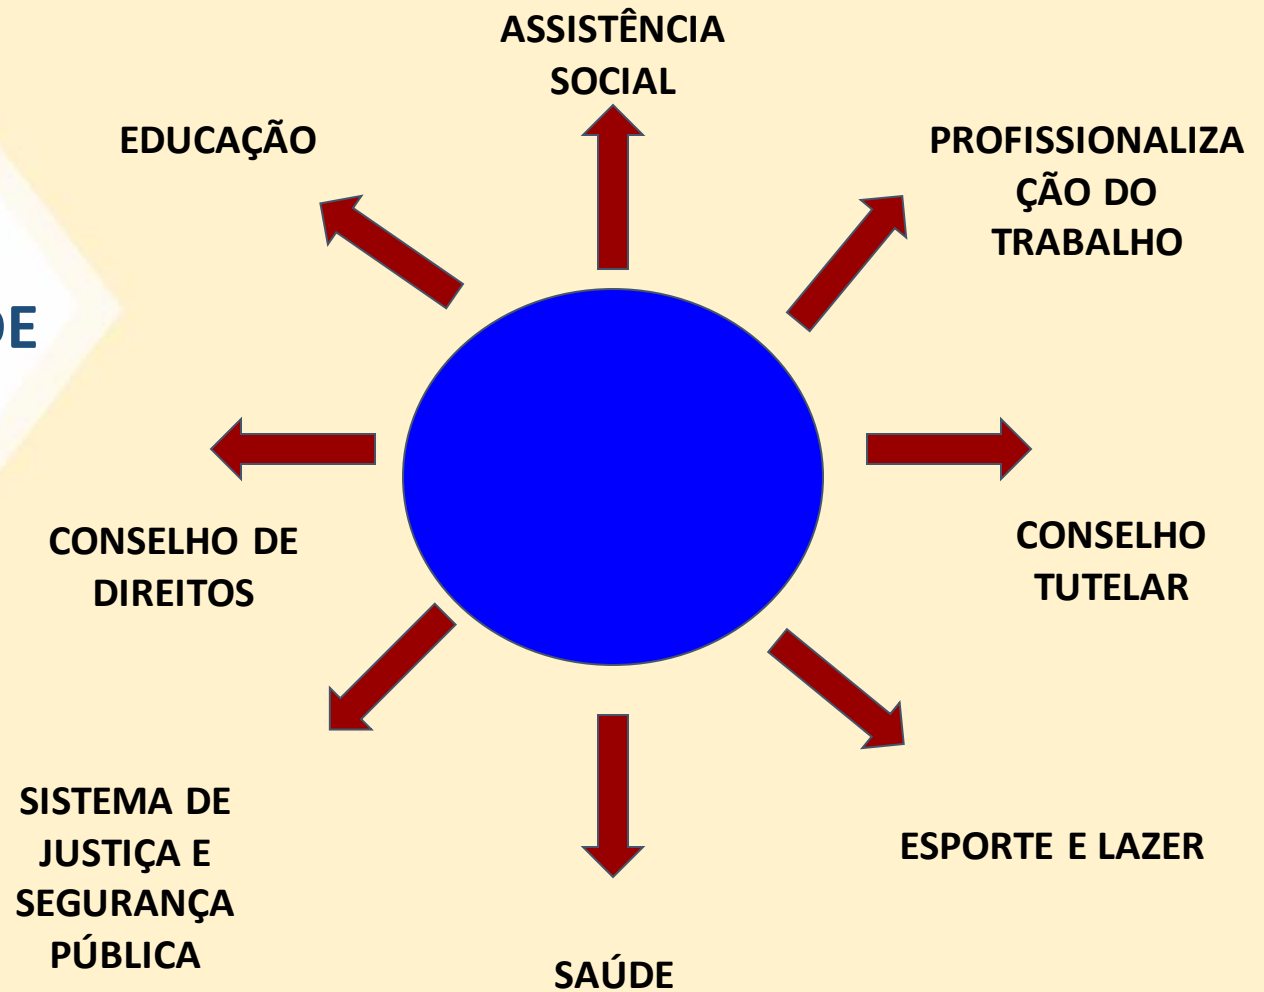 ASSISTÊNCIA
SOCIAL
EDUCAÇÃO
PROFISSIONALIZA
ÇÃO DO
TRABALHO
CONSELHO DE
DIREITOS
CONSELHO
TUTELAR
SISTEMA DE
JUSTIÇA E
SEGURANÇA
PÚBLICA
ESPORTE E LAZER
SAÚDE